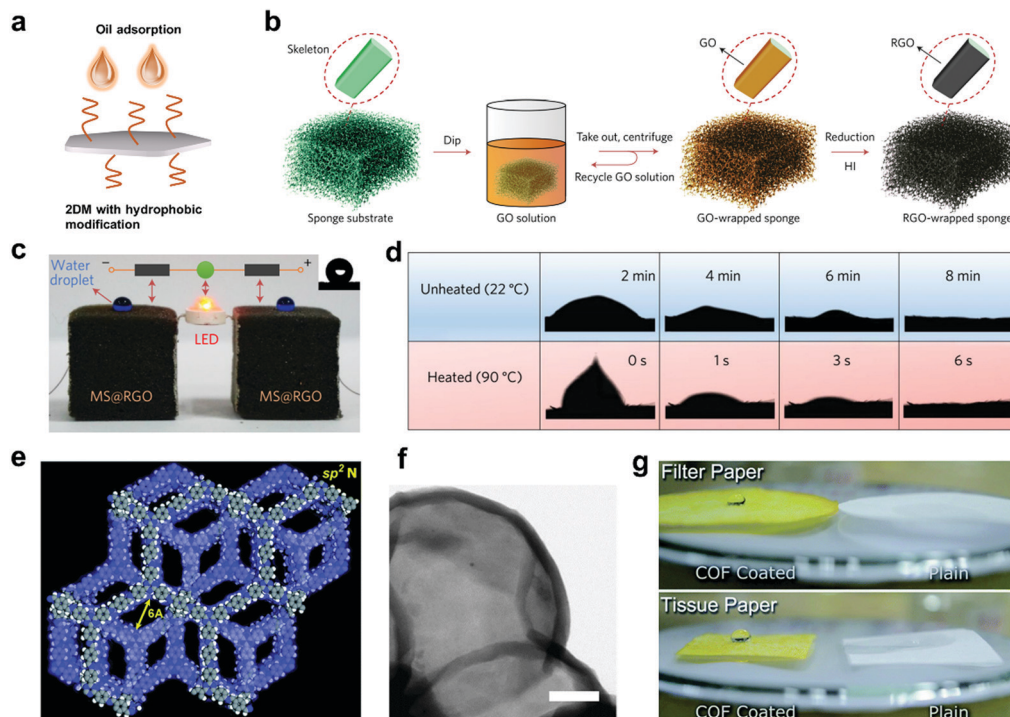 a
Oil adsorption
2DM with hydrophobic
modification
b
Skeleton
GO
RGO
Dip
Take out, centrifuge
Recycle GO solution
Reduction
HI
Sponge substrate
GO solution
GO-wrapped sponge
RGO-wrapped sponge
c
Water
droplet
−
+
LED
MS@RGO
MS@RGO
d
Unheated (22 °C)
2 min
4 min
6 min
8 min
Heated (90 °C)
0 s
1 s
3 s
6 s
e
sp² N
6A
f
g
Filter Paper
COF Coated
Plain
Tissue Paper
COF Coated
Plain